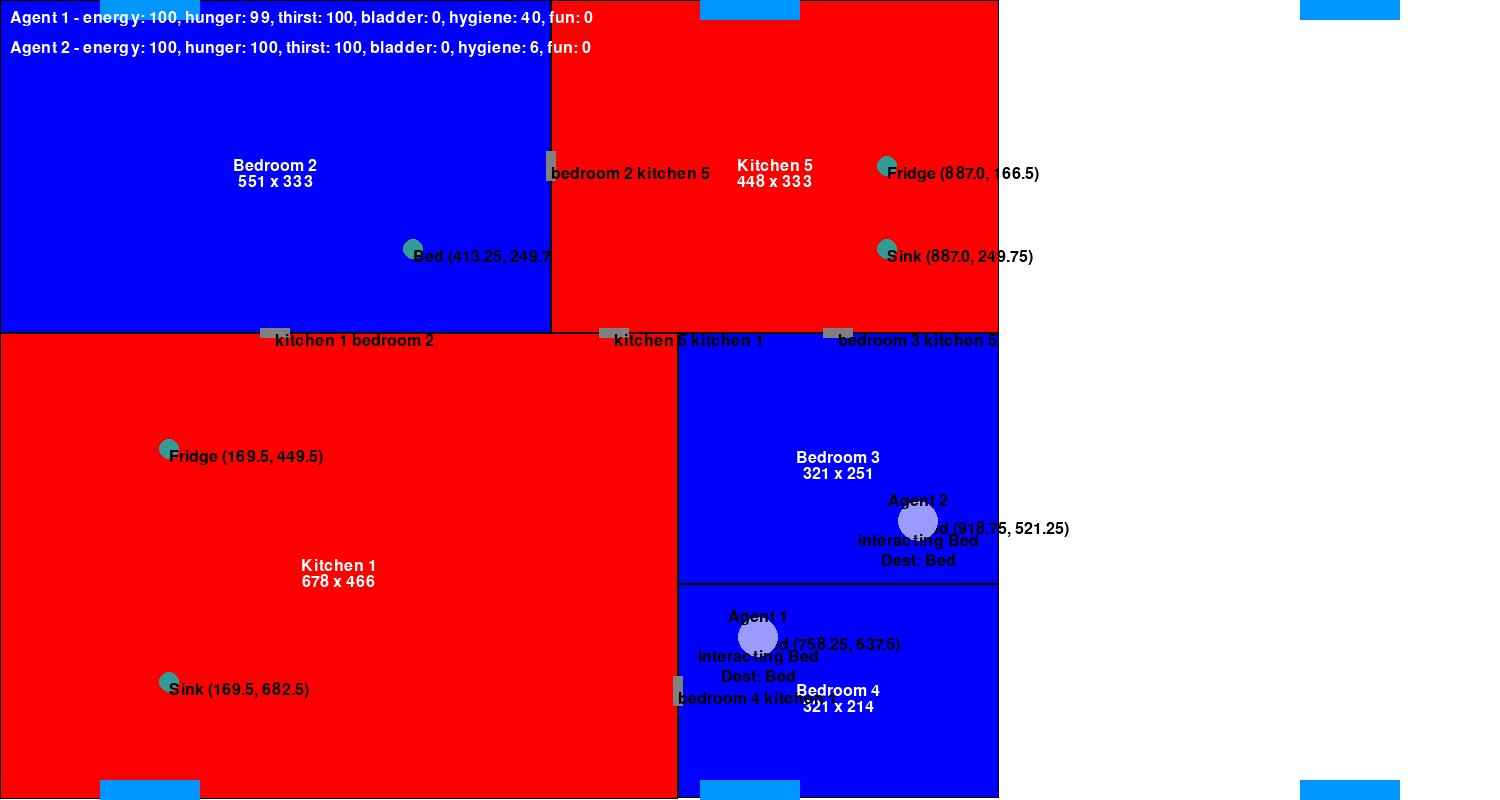 Agent 1 - energy: 100, hunger: 99, thirst: 100, bladder: 0, hygiene: 40, fun: 0
Agent 2 - energy: 100, hunger: 100, thirst: 100, bladder: 0, hygiene: 6, fun: 0
Bedroom 2
551 x 333
bedroom 2 kitchen 5
Kitchen 5
448 x 333
Fridge (887.0, 166.5)
Bed (413.25, 249.7
Sink (887.0, 249.75)
kitchen 1 bedroom 2
kitchen 5 kitchen 1
bedroom 3 kitchen 5
Fridge (169.5, 449.5)
Bedroom 3
321 x 251
Agent 2
d (918.75, 521.25)
interacting Bed
Dest: Bed
Kitchen 1
678 x 466
Agent 1
d (758.25, 637.5)
interacting Bed
Dest: Bed
Sink (169.5, 682.5)
bedroom 4 kitchen 1
Bedroom 4
321 x 214